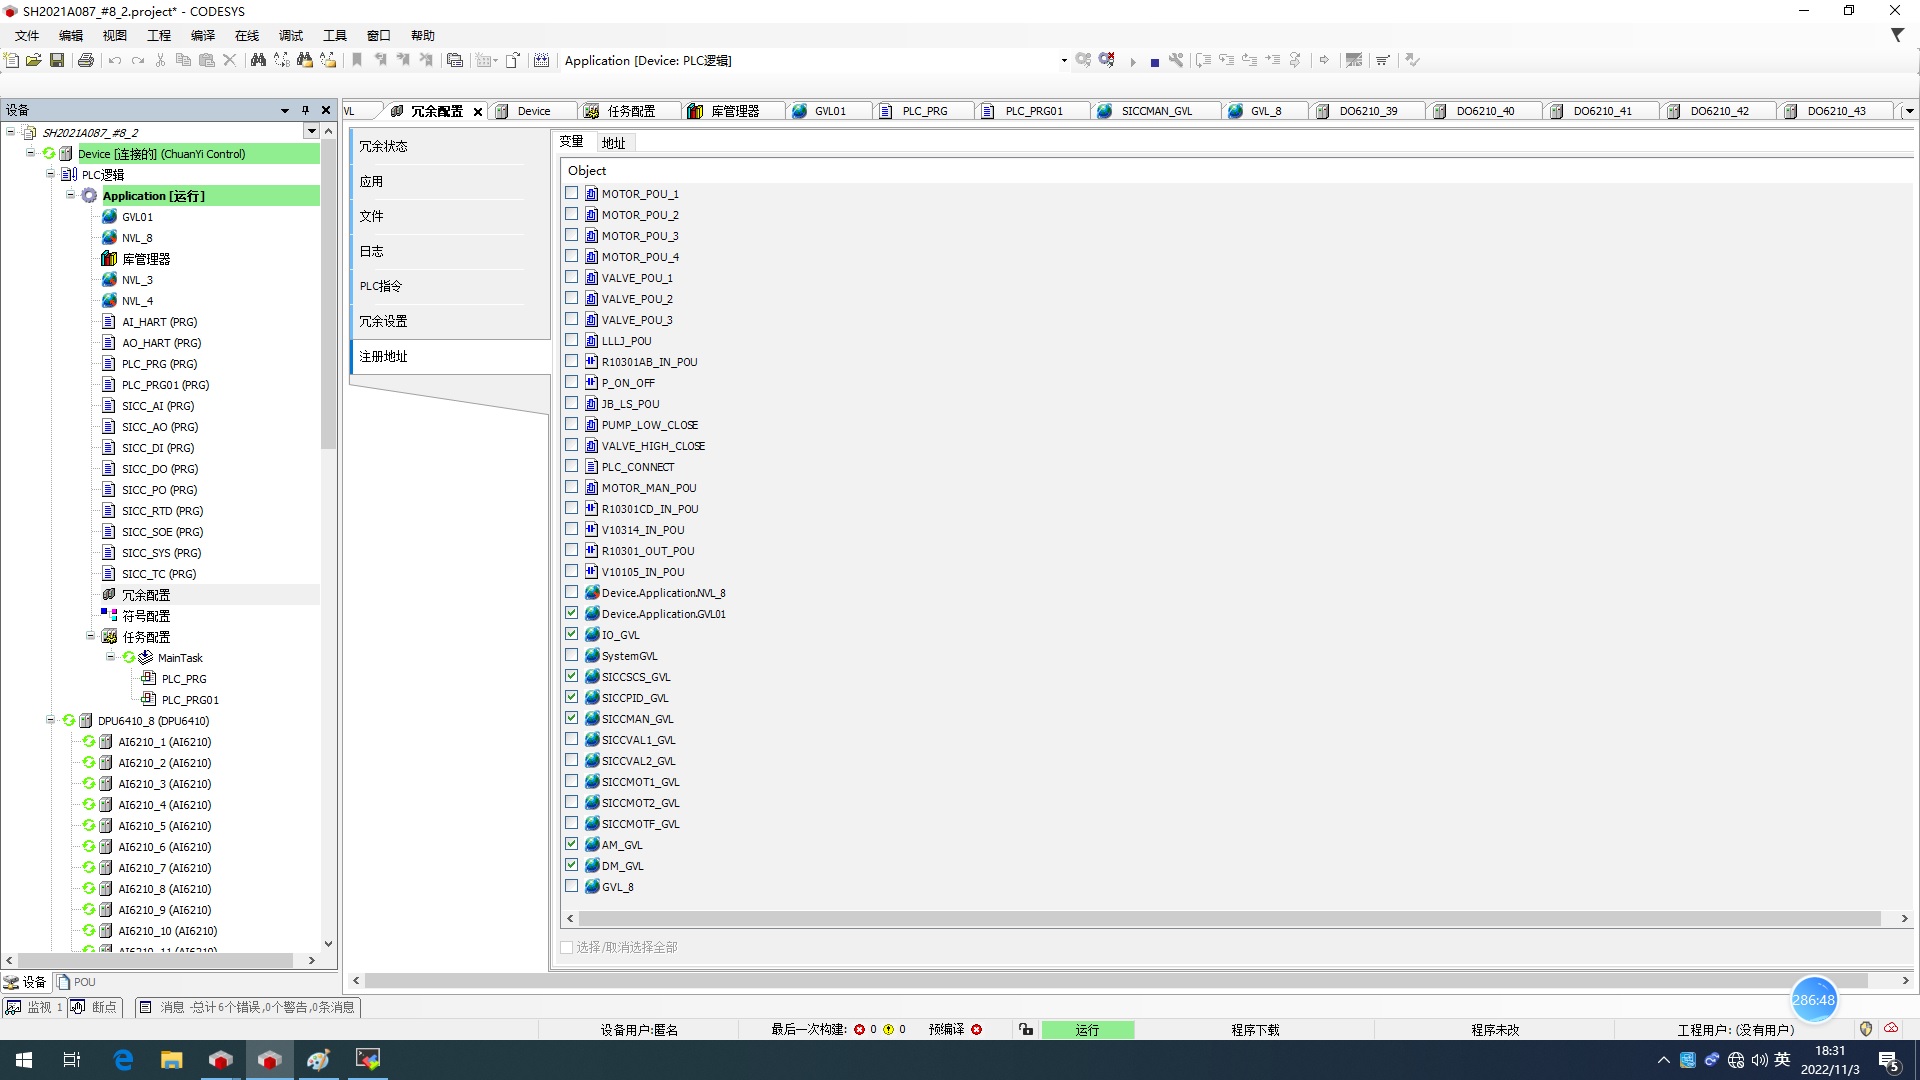 SH2021A087_#8_2.project* - CODESYS
文件 编辑 视图 工程 编译 在线 调试 工具 窗口 帮助
Application [Device: PLC逻辑]
设备
VL 冗余配置 Device 任务配置 库管理器 GVL01 PLC_PRG PLC_PRG01 SICCMAN_GVL GVL_8 DO6210_39 DO6210_40 DO6210_41 DO6210_42 DO6210_43
SH2021A087_#8_2
Device [连接的] (ChuanYi Control)
PLC逻辑
Application [运行]
GVL01
NVL_8
库管理器
NVL_3
NVL_4
AI_HART (PRG)
AO_HART (PRG)
PLC_PRG (PRG)
PLC_PRG01 (PRG)
SICC_AI (PRG)
SICC_AO (PRG)
SICC_DI (PRG)
SICC_DO (PRG)
SICC_PO (PRG)
SICC_RTD (PRG)
SICC_SOE (PRG)
SICC_SYS (PRG)
SICC_TC (PRG)
冗余配置
符号配置
任务配置
MainTask
PLC_PRG
PLC_PRG01
DPU6410_8 (DPU6410)
AI6210_1 (AI6210)
AI6210_2 (AI6210)
AI6210_3 (AI6210)
AI6210_4 (AI6210)
AI6210_5 (AI6210)
AI6210_6 (AI6210)
AI6210_7 (AI6210)
AI6210_8 (AI6210)
AI6210_9 (AI6210)
AI6210_10 (AI6210)
AI6210_11 (AI6210)
设备 POU
冗余状态
应用
文件
日志
PLC指令
冗余设置
注册地址
变量 地址
Object
MOTOR_POU_1
MOTOR_POU_2
MOTOR_POU_3
MOTOR_POU_4
VALVE_POU_1
VALVE_POU_2
VALVE_POU_3
LLLJ_POU
R10301AB_IN_POU
P_ON_OFF
JB_LS_POU
PUMP_LOW_CLOSE
VALVE_HIGH_CLOSE
PLC_CONNECT
MOTOR_MAN_POU
R10301CD_IN_POU
V10314_IN_POU
R10301_OUT_POU
V10105_IN_POU
Device.Application.NVL_8
Device.Application.GVL01
IO_GVL
SystemGVL
SICCSCS_GVL
SICCPID_GVL
SICCMAN_GVL
SICCVAL1_GVL
SICCVAL2_GVL
SICCMOT1_GVL
SICCMOT2_GVL
SICCMOTF_GVL
AM_GVL
DM_GVL
GVL_8
选择/取消选择全部
286:48
监视 1 断点 消息 -总计6个错误,0个警告,0条消息
设备用户:匿名 最后一次构建: 0 0 预编译 运行 程序下载 程序未改 工程用户: (没有用户)
英 18:31
2022/11/3 5